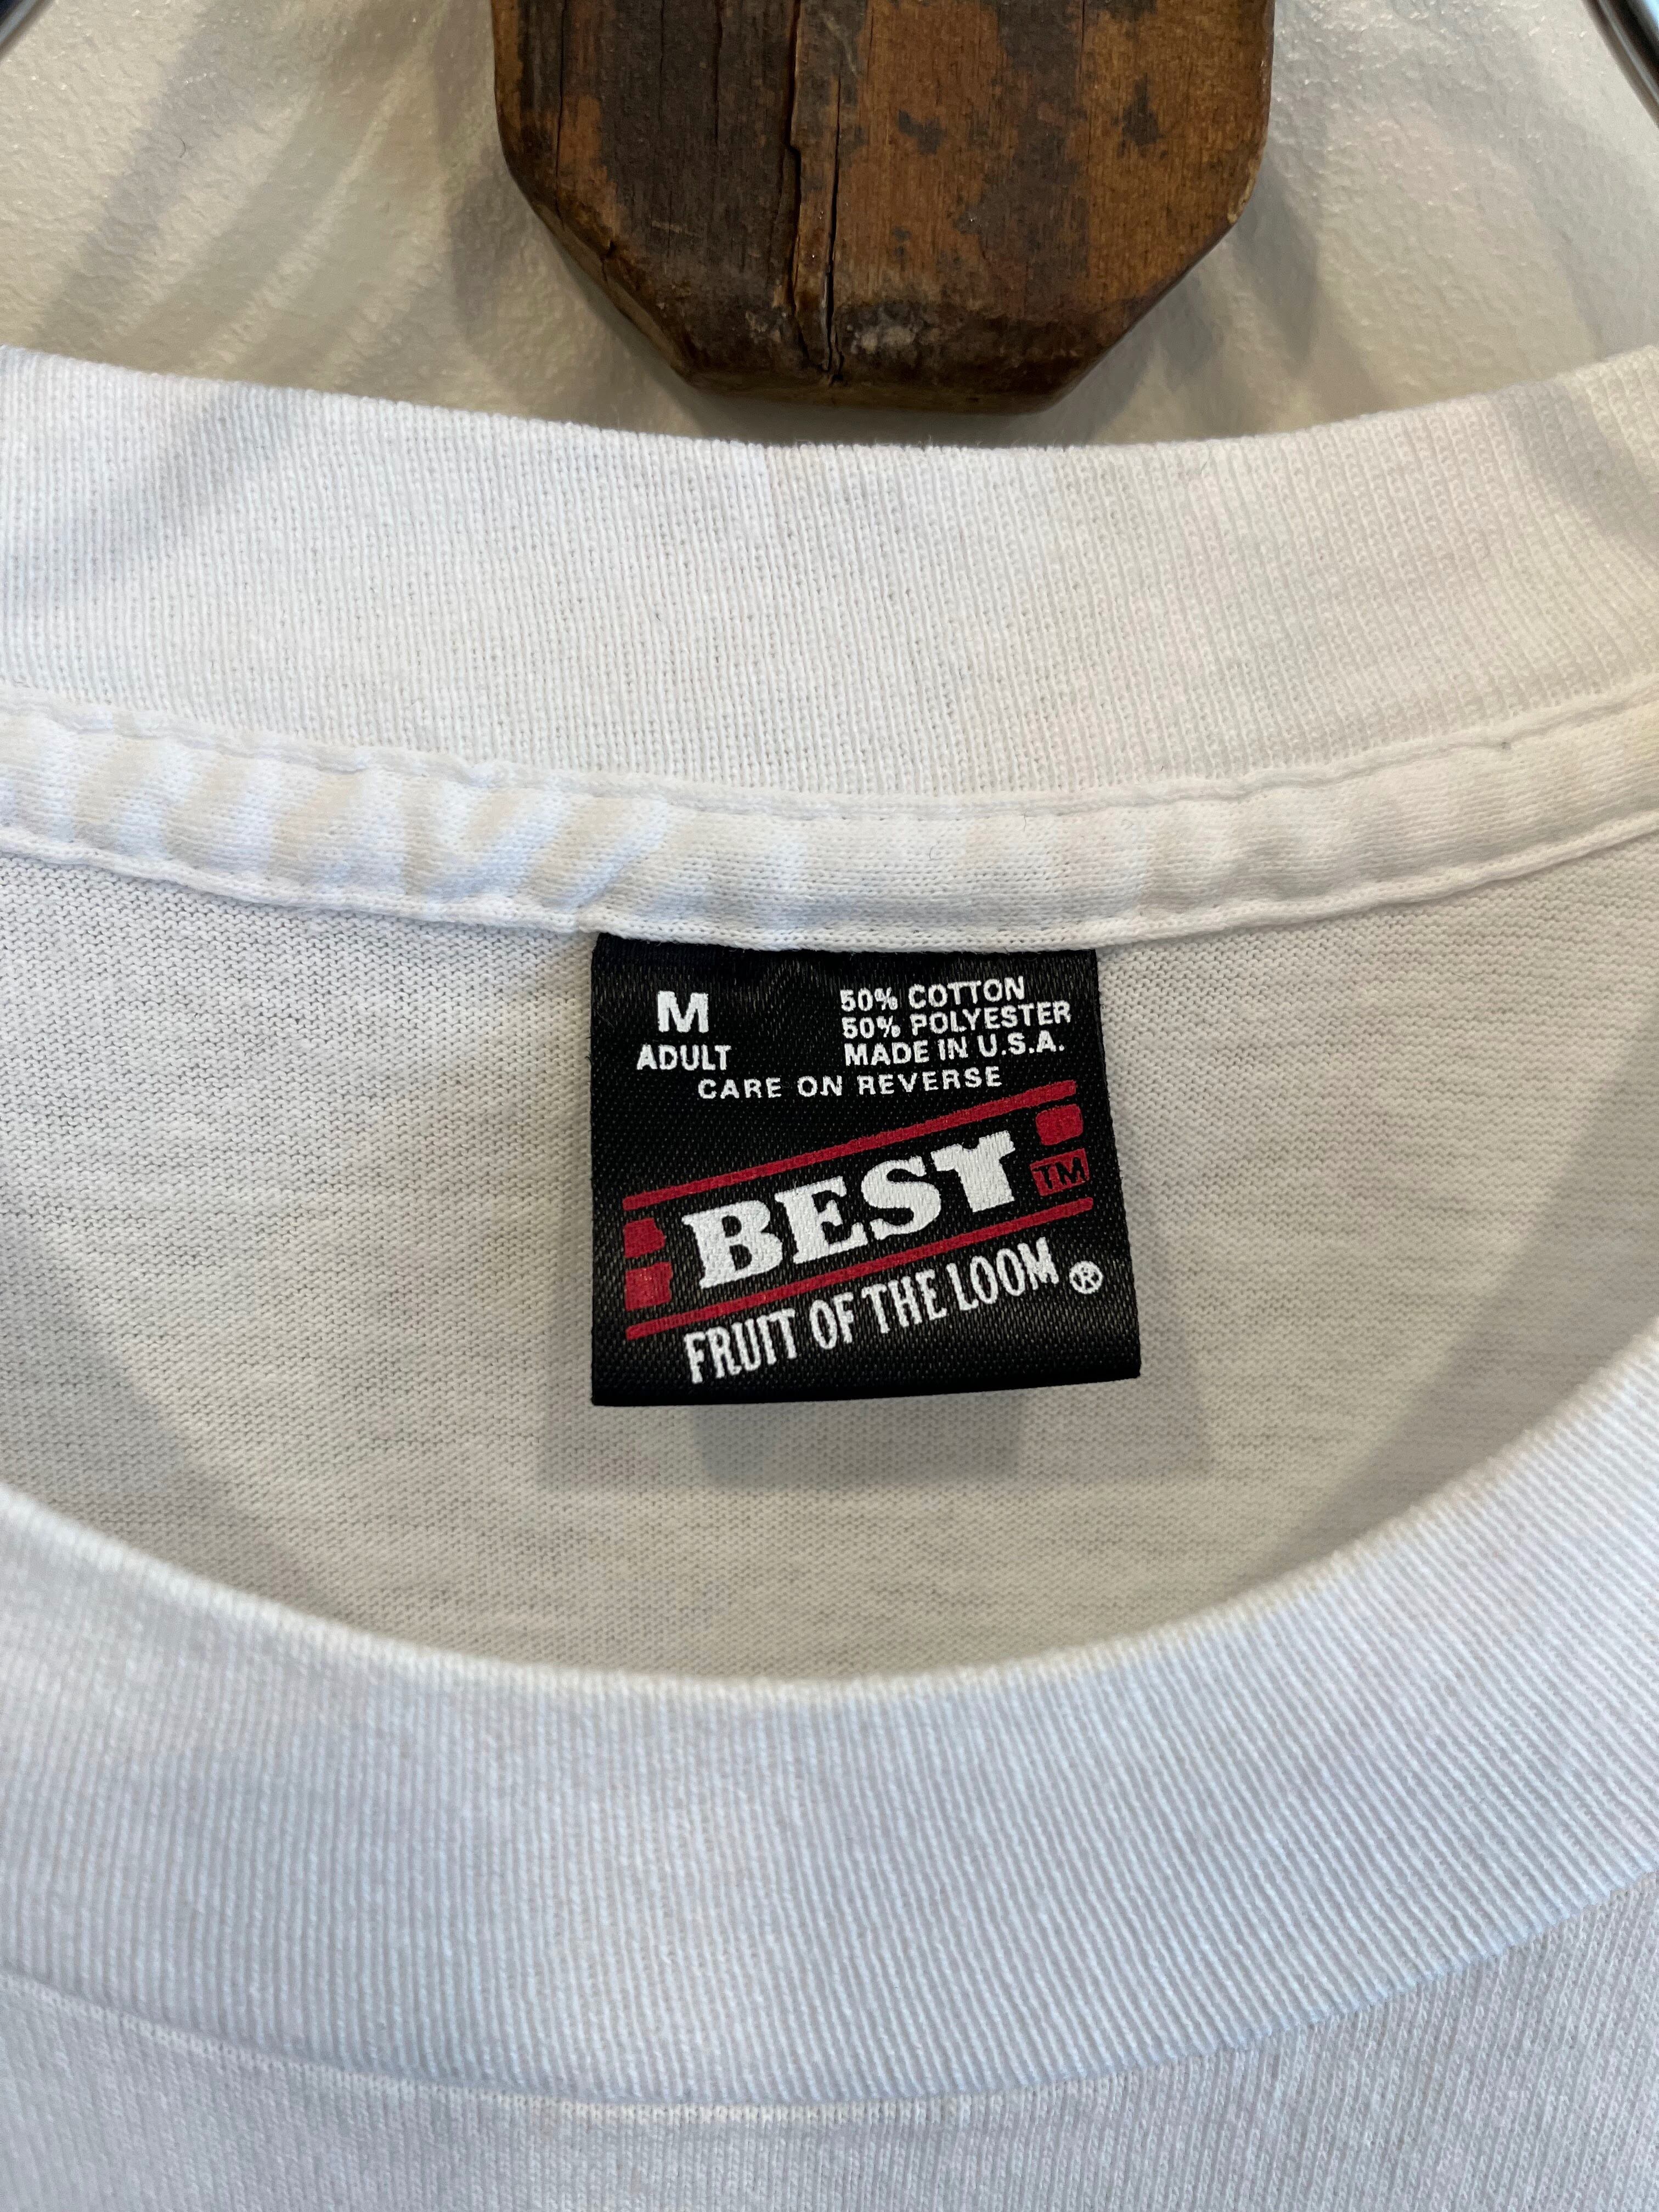 M
ADULT
50% COTTON
50% POLYESTER
MADE IN U.S.A.
CARE ON REVERSE
BEST TM
FRUIT OF THE LOOM ®